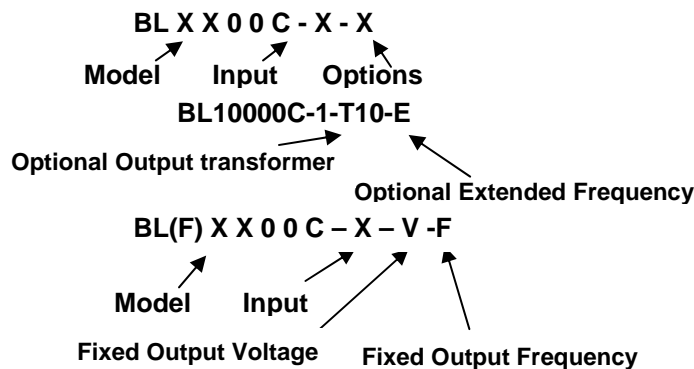 BL X X 0 0 C - X - X
Model Input Options
BL10000C-1-T10-E
Optional Output transformer
Optional Extended Frequency
BL(F) X X 0 0 C – X – V -F
Model Input
Fixed Output Voltage Fixed Output Frequency